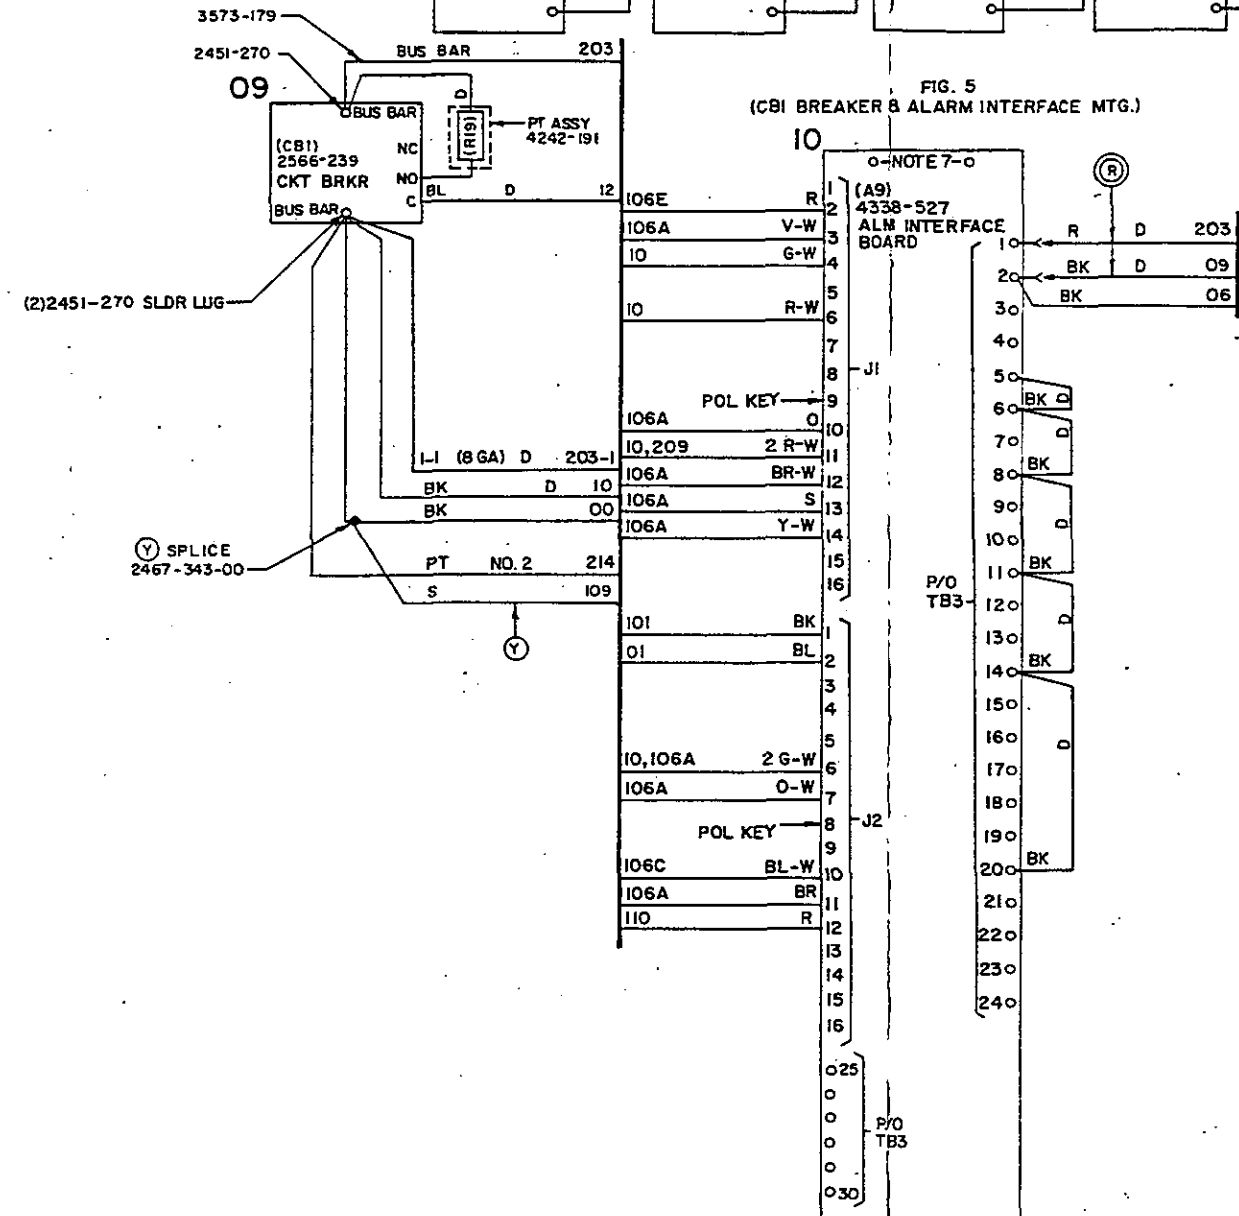 3573-179
2451-270
09
BUS BAR 203
D
BUS BAR
(CB1)
2566-239
CKT BRKR
NC
NO
C
BUS BAR
(R19)
PT ASSY
4242-191
BL D 12
(2)2451-270 SLDR LUG
1-1 (8 GA) D 203-1
BK D 10
BK 00
Y SPLICE
2467-343-00
PT NO. 2 214
S 109
Y
FIG. 5
(CB1 BREAKER & ALARM INTERFACE MTG.)
10
NOTE 7
(A9)
4338-527
ALM INTERFACE
BOARD
1
106E R 2
106A V-W 3
10 G-W 4
5
10 R-W 6
7
8
J1
POL KEY 9
106A O 10
10,209 2 R-W 11
106A BR-W 12
106A S 13
106A Y-W 14
15
16
101 BK 1
01 BL 2
3
4
5
10,106A 2 G-W 6
106A O-W 7
POL KEY 8
J2
9
106C BL-W 10
106A BR 11
110 R 12
13
14
15
16
25
30
P/O
TB3
R
1 R D 203
2 BK D 09
BK 06
3
4
5
6 BK D
7 D
8 BK
9 D
10
11 BK
P/O
TB3
12 D
13
14 BK
15
16 D
17
18
19
20 BK
21
22
23
24